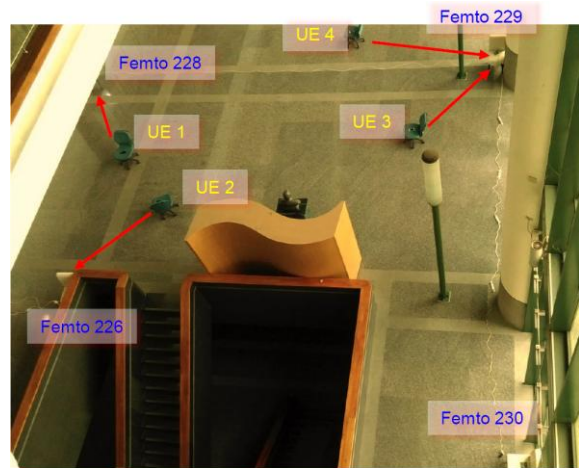 UE 4
Femto 229
Femto 228
UE 1
UE 3
UE 2
Femto 226
Femto 230